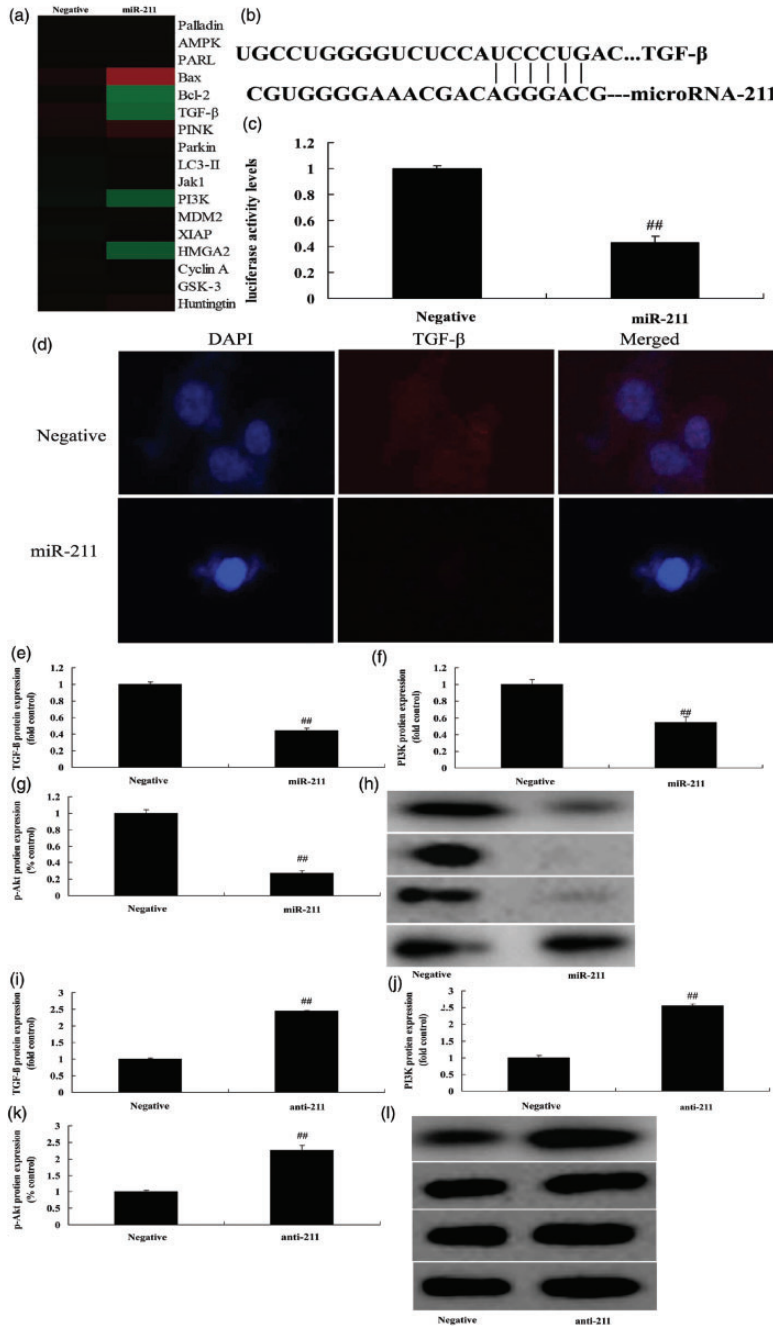 (a)
Negative miR-211
Palladin
AMPK
PARL
Bax
Bcl-2
TGF-β
PINK
Parkin
LC3-II
Jak1
PI3K
MDM2
XIAP
HMGA2
Cyclin A
GSK-3
Huntingtin
(b)
UGCCUGGGGUCUCCAUCCCUGAC...TGF-β
CGUGGGGAAACGACAGGGACG---microRNA-211
(c)
luciferase activity levels
1.2
1
0.8
0.6
0.4
0.2
0
##
Negative miR-211
(d)
DAPI TGF-β Merged
Negative
miR-211
(e)
TGF-ß protein expression
(fold control)
1.2
1
0.8
0.6
0.4
0.2
0
##
Negative miR-211
(f)
PI3K protien expression
(fold control)
1.2
1
0.8
0.6
0.4
0.2
0
##
Negative miR-211
(g)
p-Akt protien expression
(% control)
1.2
1
0.8
0.6
0.4
0.2
0
##
Negative miR-211
(h)
Negative miR-211
(i)
TGF-ß protein expression
(fold control)
3
2.5
2
1.5
1
0.5
0
##
Negative anti-211
(j)
PI3K protien expression
(fold control)
3
2.5
2
1.5
1
0.5
0
##
Negative anti-211
(k)
p-Akt protien expression
(% control)
3
2.5
2
1.5
1
0.5
0
##
Negative anti-211
(l)
Negative anti-211